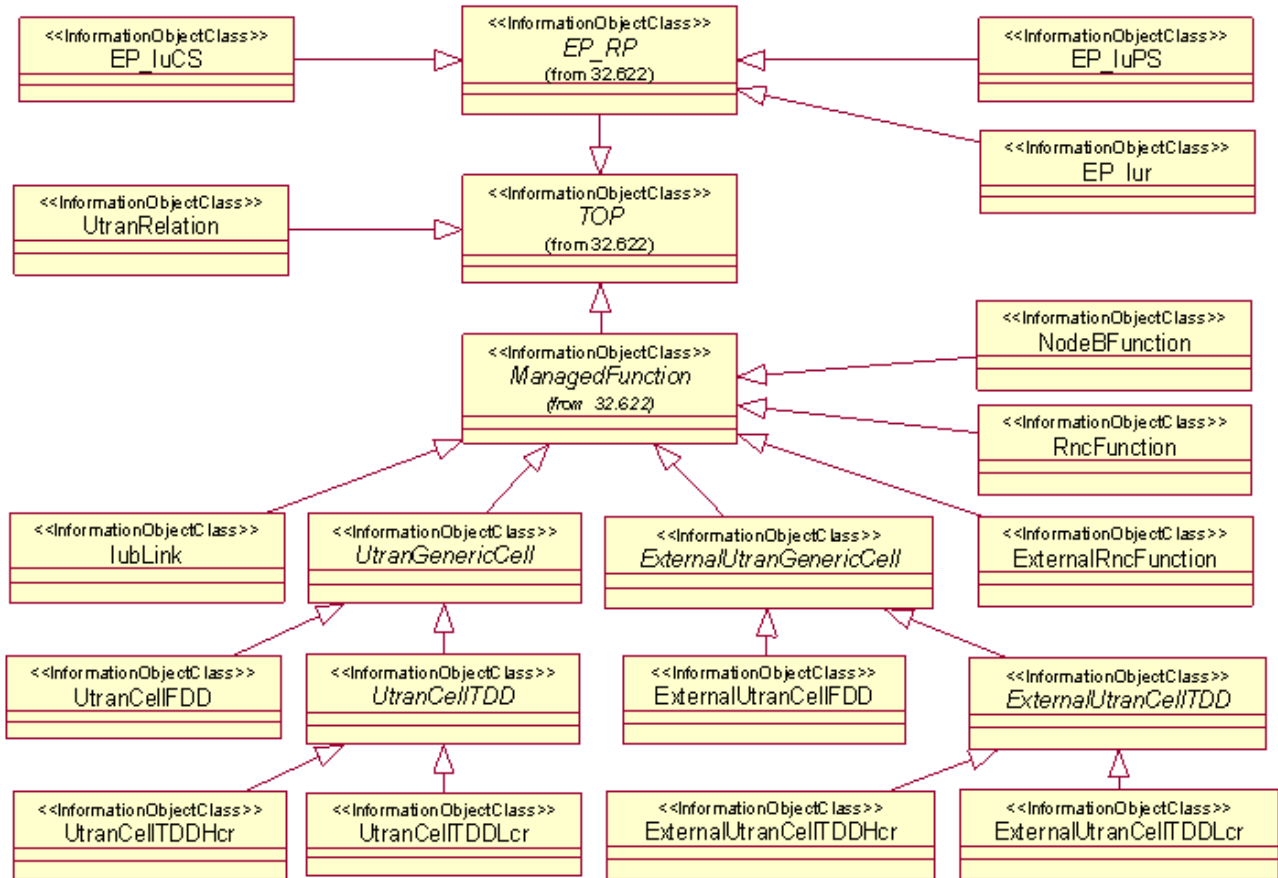 <<InformationObjectClass>>
EP_IuCS
<<InformationObjectClass>>
EP_RP
(from 32.622)
<<InformationObjectClass>>
EP_IuPS
<<InformationObjectClass>>
EP_Iur
<<InformationObjectClass>>
UtranRelation
<<InformationObjectClass>>
TOP
(from 32.622)
<<InformationObjectClass>>
NodeBFunction
<<InformationObjectClass>>
ManagedFunction
(from 32.622)
<<InformationObjectClass>>
RncFunction
<<InformationObjectClass>>
IubLink
<<InformationObjectClass>>
UtranGenericCell
<<InformationObjectClass>>
ExternalUtranGenericCell
<<InformationObjectClass>>
ExternalRncFunction
<<InformationObjectClass>>
UtranCellFDD
<<InformationObjectClass>>
UtranCellTDD
<<InformationObjectClass>>
ExternalUtranCellFDD
<<InformationObjectClass>>
ExternalUtranCellTDD
<<InformationObjectClass>>
UtranCellTDDHcr
<<InformationObjectClass>>
UtranCellTDDLcr
<<InformationObjectClass>>
ExternalUtranCellTDDHcr
<<InformationObjectClass>>
ExternalUtranCellTDDLcr